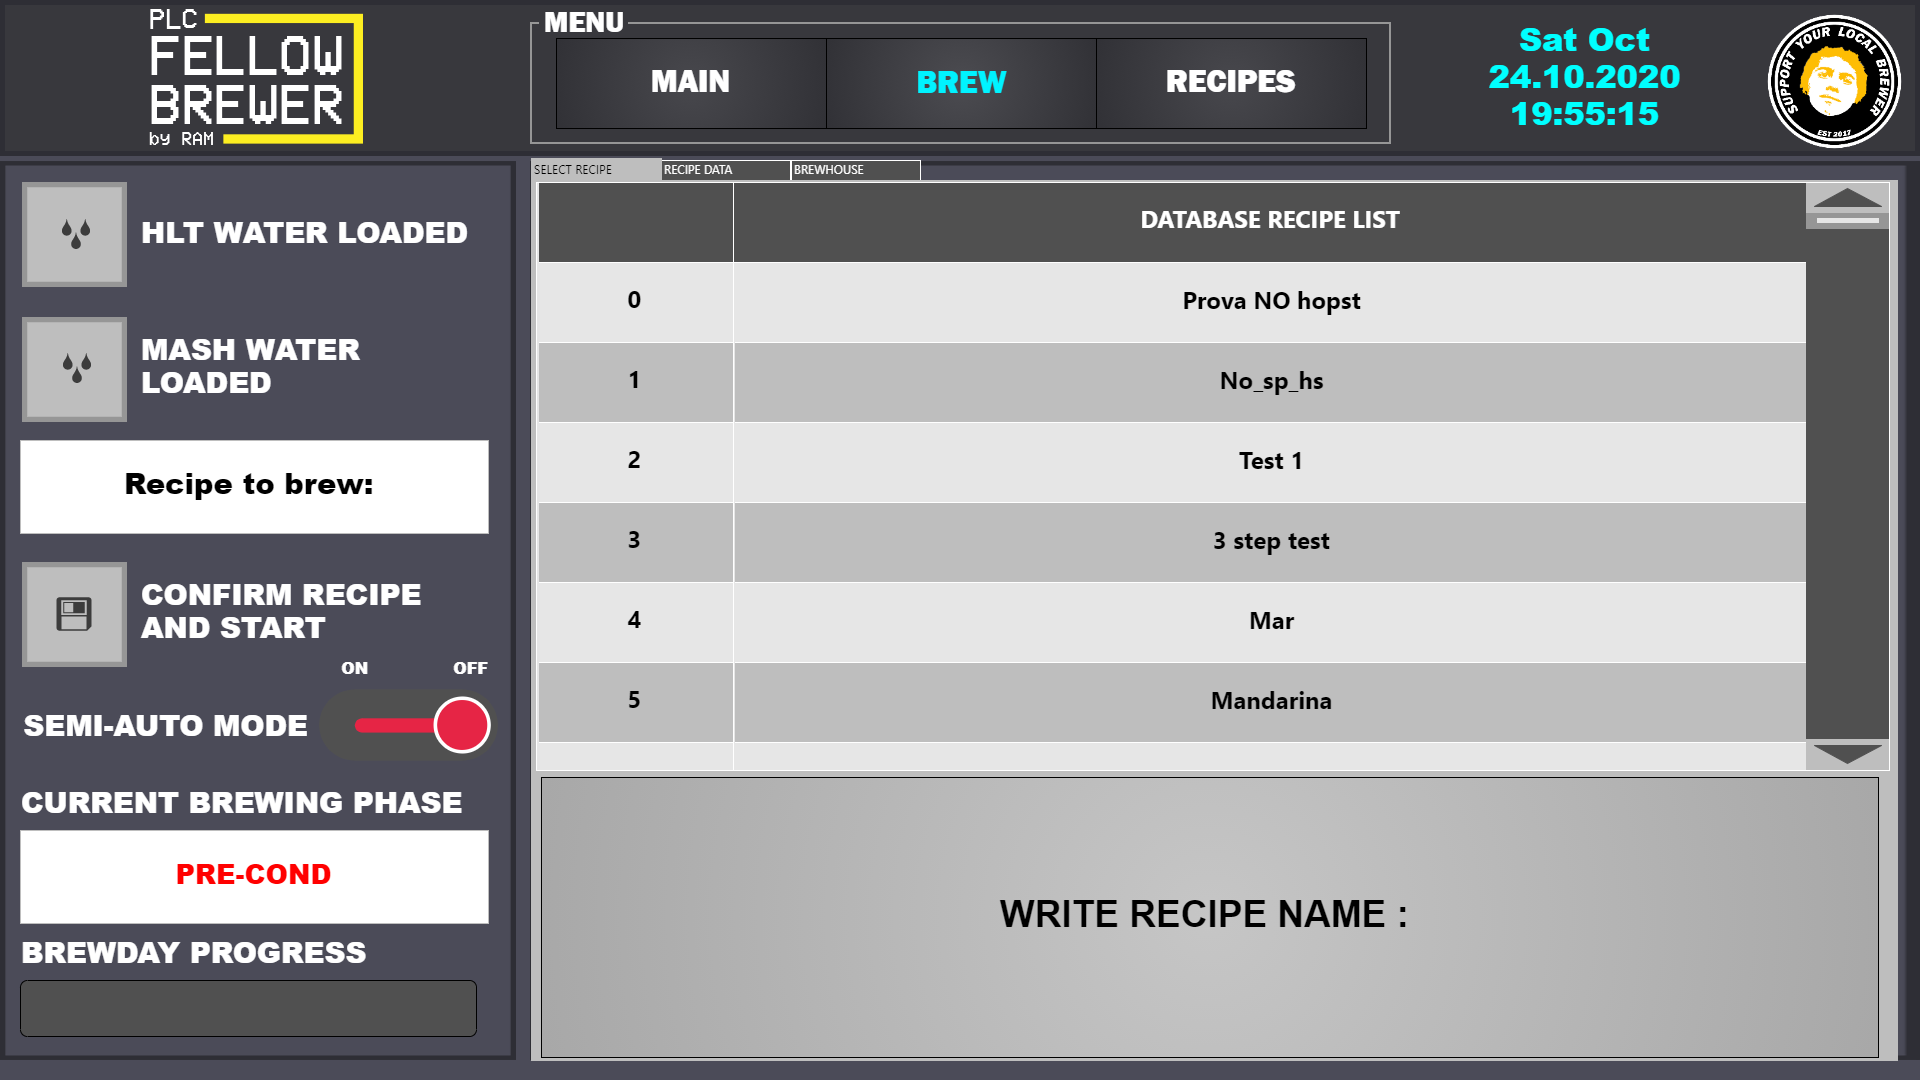 PLC
FELLOW
BREWER
by RAM
MENU
MAIN
BREW
RECIPES
Sat Oct
24.10.2020
19:55:15
SUPPORT YOUR LOCAL BREWER
EST 2017
HLT WATER LOADED
MASH WATER
LOADED
Recipe to brew:
CONFIRM RECIPE
AND START
ON OFF
SEMI-AUTO MODE
CURRENT BREWING PHASE
PRE-COND
BREWDAY PROGRESS
SELECT RECIPE
RECIPE DATA
BREWHOUSE
DATABASE RECIPE LIST
0 Prova NO hopst
1 No_sp_hs
2 Test 1
3 3 step test
4 Mar
5 Mandarina
WRITE RECIPE NAME :